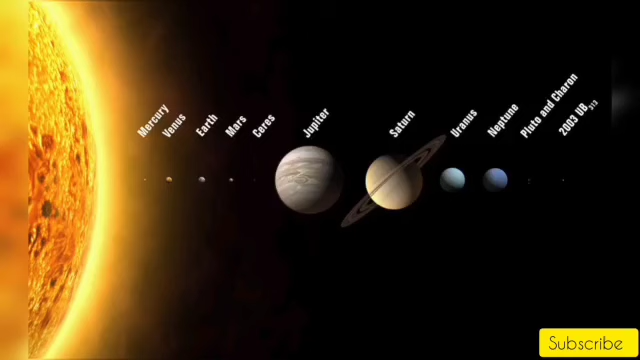 Mercury
Venus
Earth
Mars
Ceres
Jupiter
Saturn
Uranus
Neptune
Pluto and Charon
2003 UB₃₁₃
Subscribe